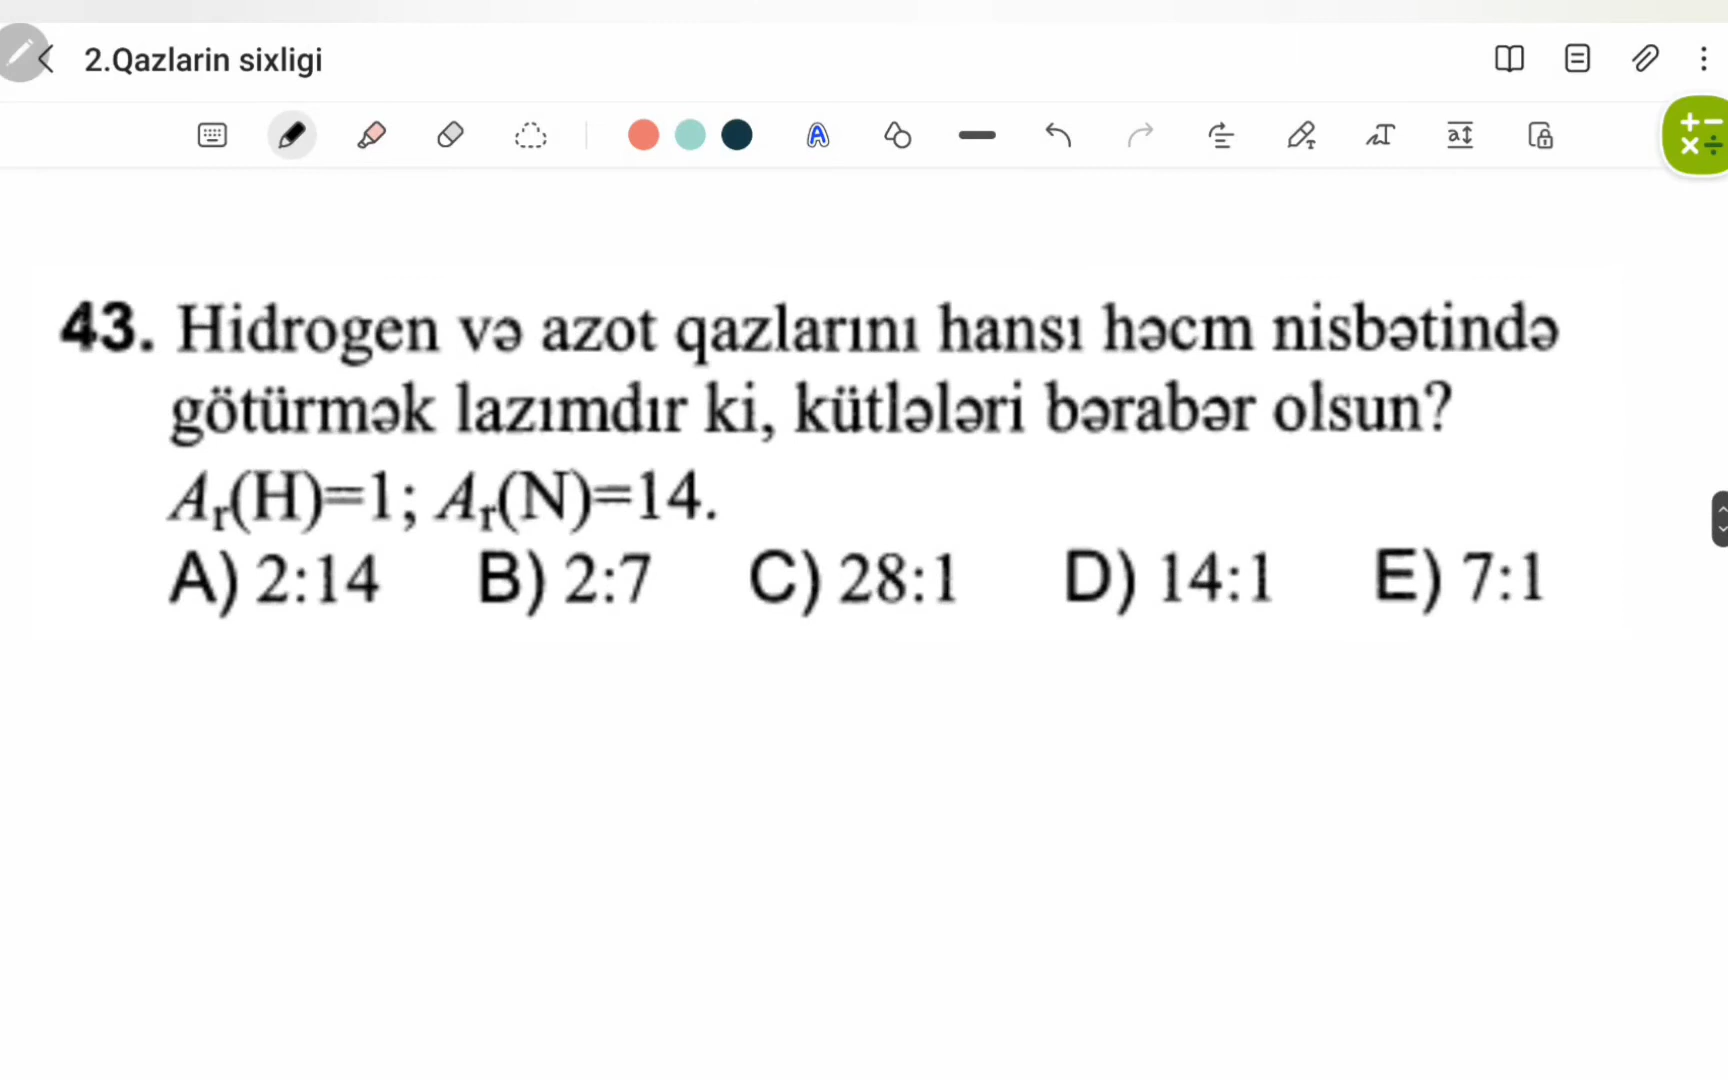 2.Qazlarin sixligi
43. Hidrogen və azot qazlarını hansı həcm nisbətində
götürmək lazımdır ki, kütlələri bərabər olsun?
Aᵣ(H)=1; Aᵣ(N)=14.
A) 2:14 B) 2:7 C) 28:1 D) 14:1 E) 7:1